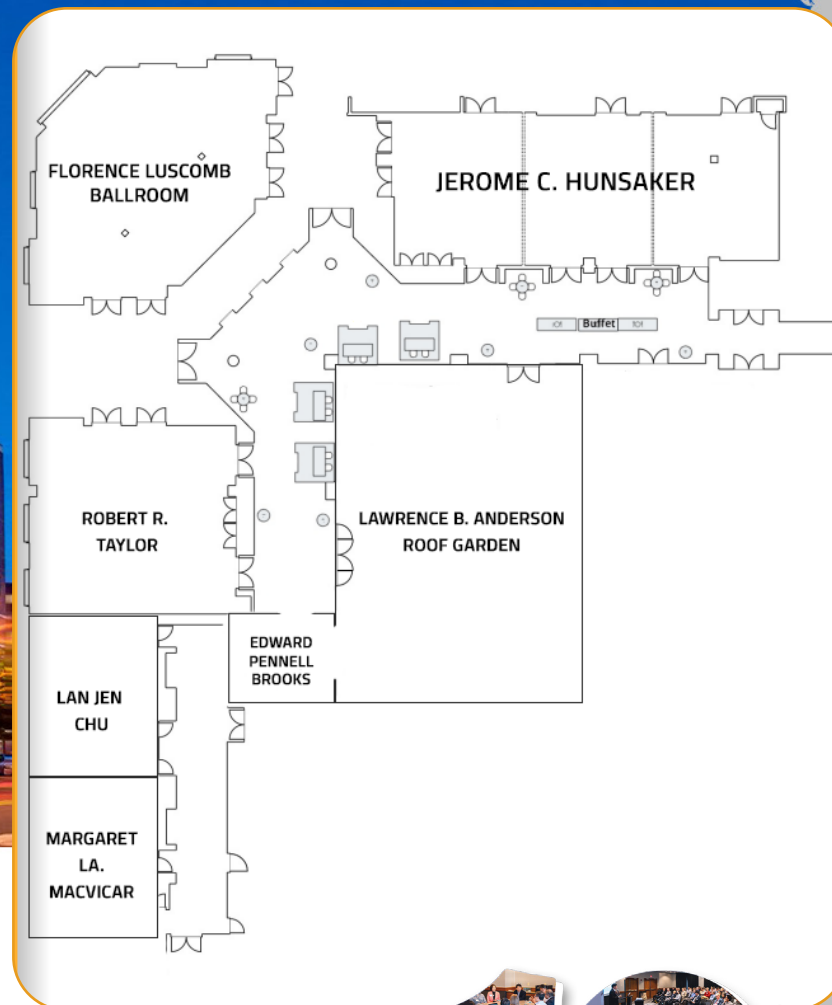 FLORENCE LUSCOMB
BALLROOM
JEROME C. HUNSAKER
Buffet
ROBERT R.
TAYLOR
LAWRENCE B. ANDERSON
ROOF GARDEN
EDWARD
PENNELL
BROOKS
LAN JEN
CHU
MARGARET
LA.
MACVICAR